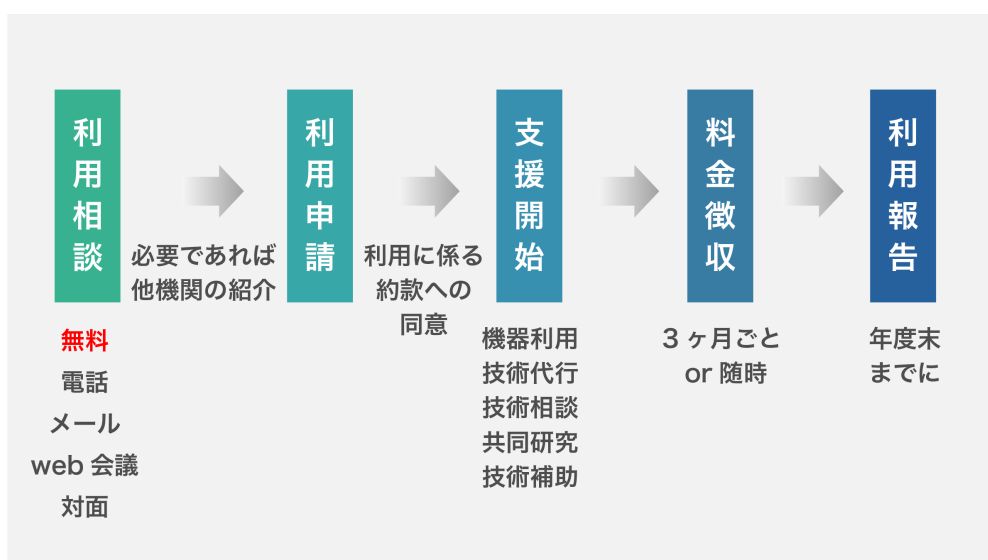 利用相談
無料
電話
メール
web 会議
対面
必要であれば
他機関の紹介
利用申請
利用に係る
約款への
同意
支援開始
機器利用
技術代行
技術相談
共同研究
技術補助
料金徴収
3 ヶ月ごと
or 随時
利用報告
年度末
までに